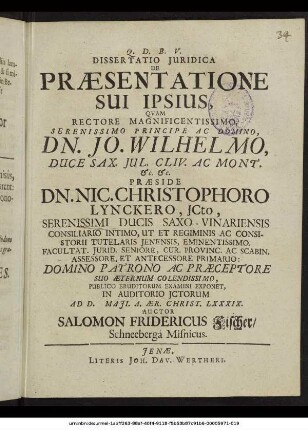 34
Q. D. B. V.
DISSERTATIO JURIDICA
DE
PRÆSENTATIONE
SUI IPSIUS,
QVAM
RECTORE MAGNIFICENTISSIMO,
SERENISSIMO PRINCIPE AC DOMINO,
DN. JO. WILHELMO,
DUCE SAX. JUL. CLIV. AC MONT.
&c. &c.
PRÆSIDE
DN. NIC. CHRISTOPHORO
LYNCKERO, JCto,
SERENISSIMI DUCIS SAXO-VINARIENSIS
CONSILIARIO INTIMO, UT ET REGIMINIS AC CONSI-
STORII TUTELARIS JENENSIS, EMINENTISSIMO,
FACULTAT. JURID. SENIORE, CUR. PROVINC. AC SCABIN.
ASSESSORE, ET ANTECESSORE PRIMARIO;
DOMINO PATRONO AC PRÆCEPTORE
SUO ÆTERNUM COLENDISSIMO,
PUBLICO ERUDITORUM EXAMINI EXPONET,
IN AUDITORIO JCTORUM
AD D. MAJI. A. ÆR. CHRIST. LXXXIX.
AUCTOR
SALOMON FRIDERICUS Fischer/
Schneebergâ Misnicus.
JENÆ,
LITERIS JOH. DAV. WERTHERI.